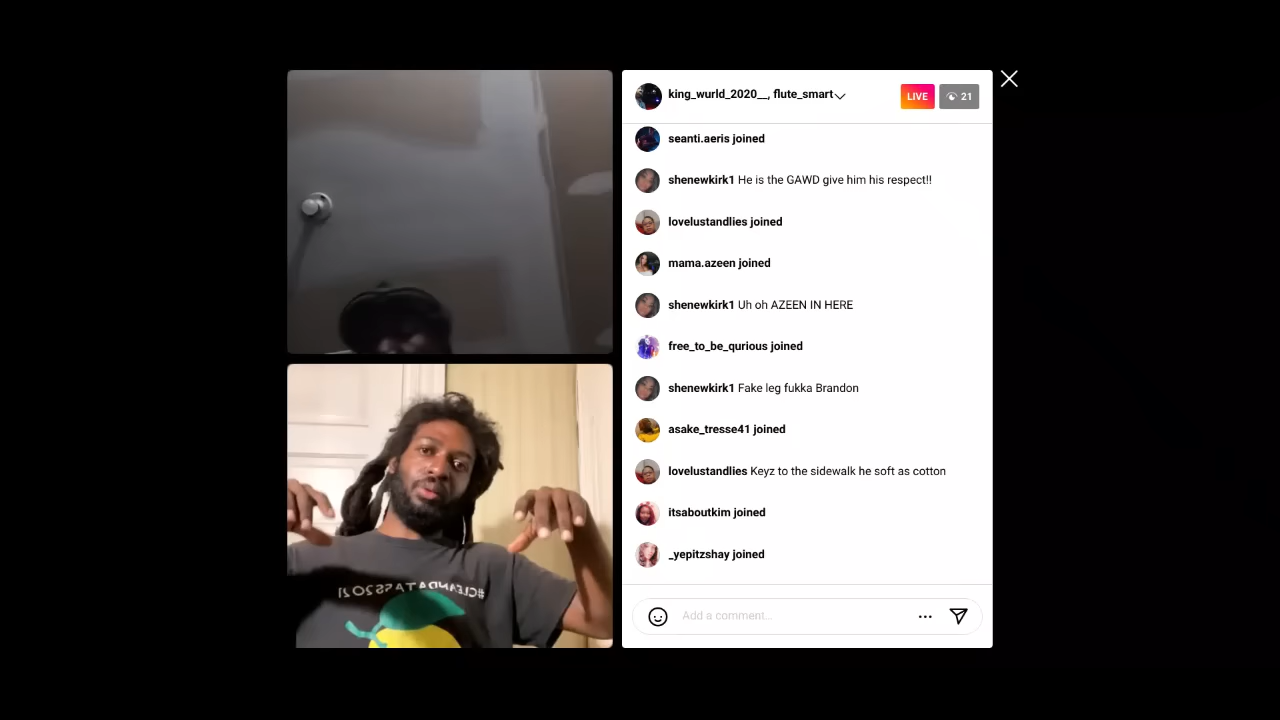 king_wurld_2020__, flute_smart
LIVE
21
seanti.aeris joined
shenewkirk1 He is the GAWD give him his respect!!
lovelustandlies joined
mama.azeen joined
shenewkirk1 Uh oh AZEEN IN HERE
free_to_be_qurious joined
shenewkirk1 Fake leg fukka Brandon
asake_tresse41 joined
lovelustandlies Keyz to the sidewalk he soft as cotton
itsaboutkim joined
_yepitzshay joined
Add a comment...
#CLEANDATASS2021